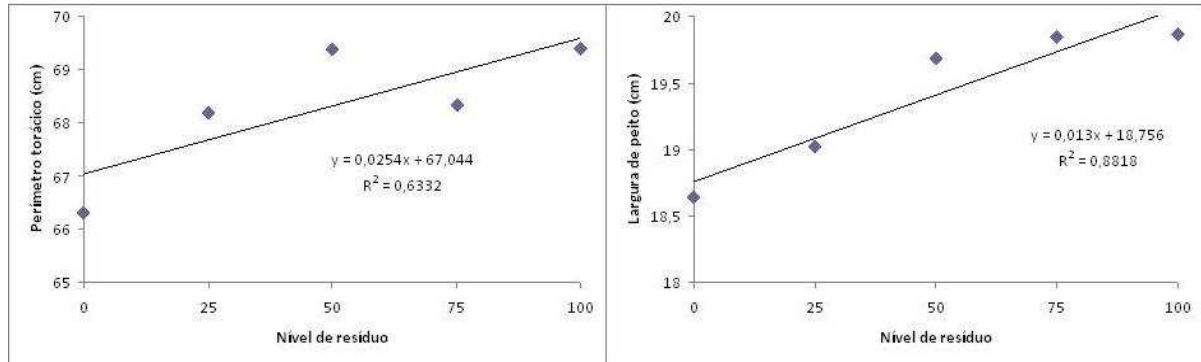 70
69
68
67
66
65
Perímetro torácico (cm)
y = 0,0254x + 67,044
R² = 0,6332
0 25 50 75 100
Nível de resíduo
20
19,5
19
18,5
18
Largura de peito (cm)
y = 0,013x + 18,756
R² = 0,8818
0 25 50 75 100
Nível de resíduo